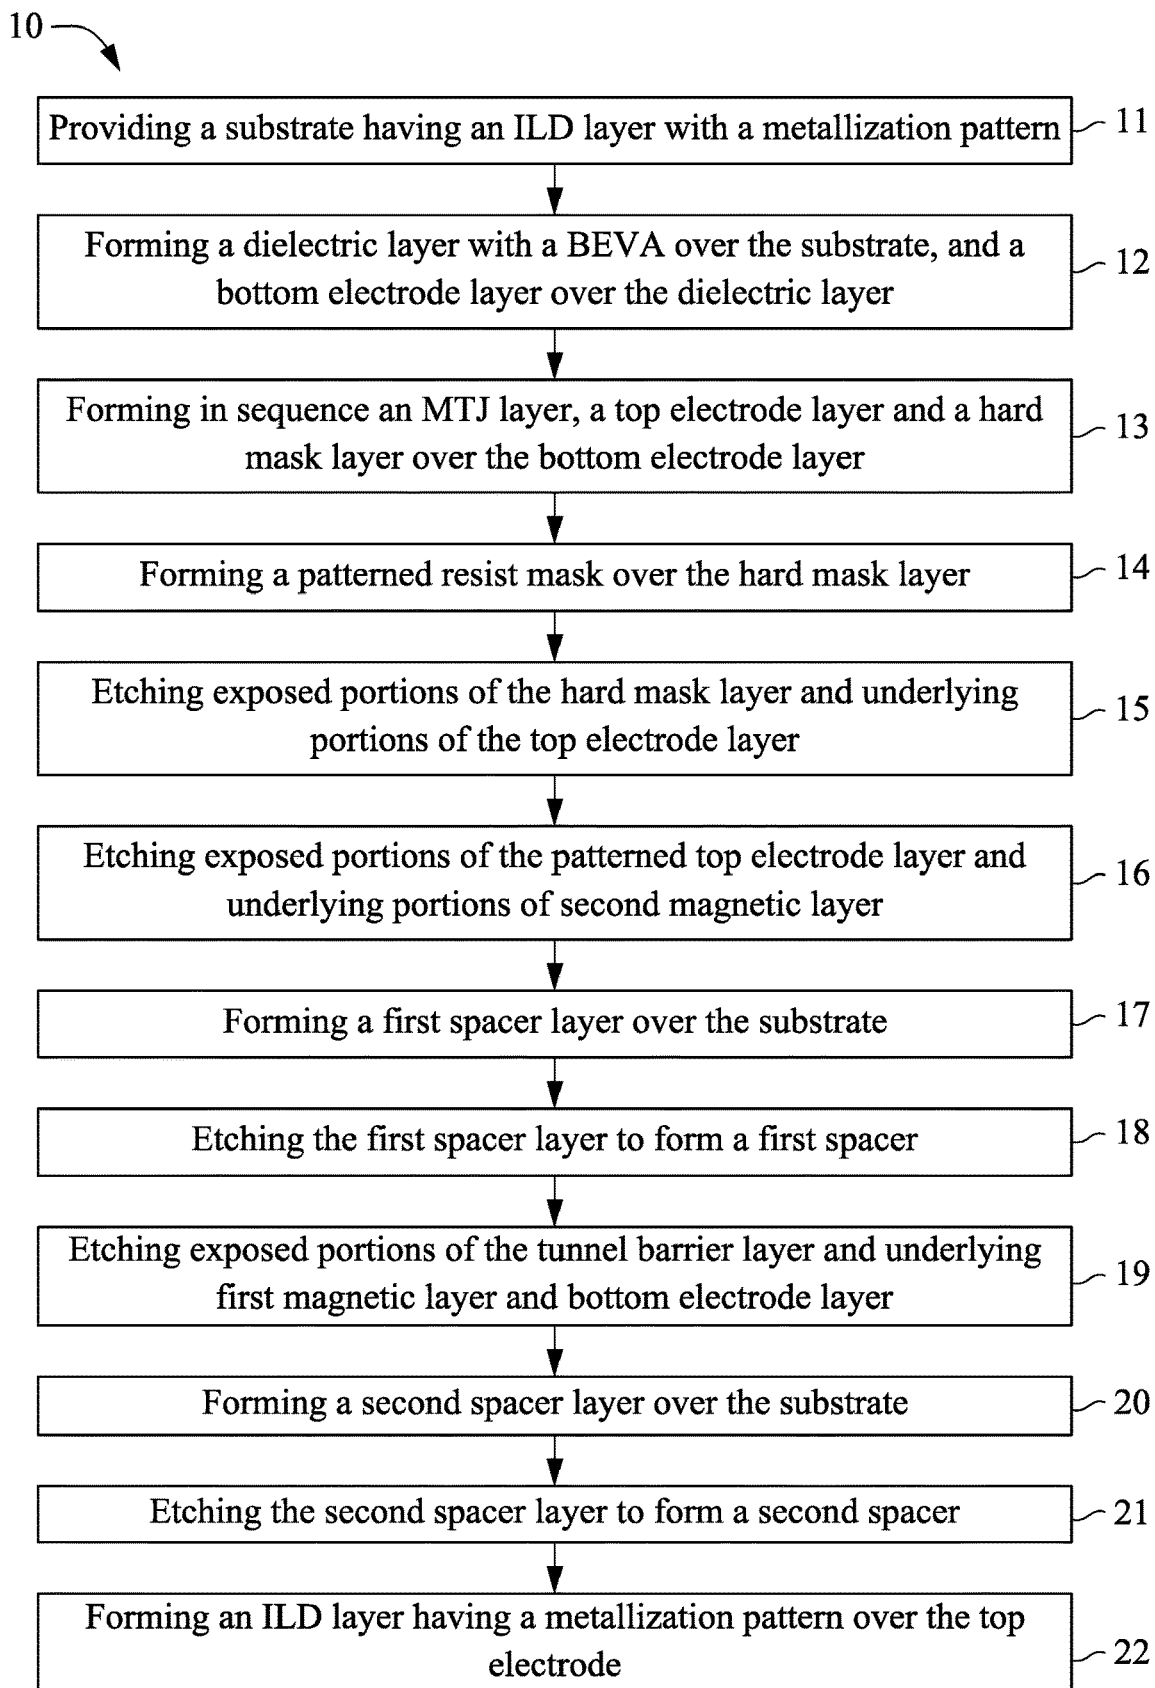 10
Providing a substrate having an ILD layer with a metallization pattern
11
Forming a dielectric layer with a BEVA over the substrate, and a
bottom electrode layer over the dielectric layer
12
Forming in sequence an MTJ layer, a top electrode layer and a hard
mask layer over the bottom electrode layer
13
Forming a patterned resist mask over the hard mask layer
14
Etching exposed portions of the hard mask layer and underlying
portions of the top electrode layer
15
Etching exposed portions of the patterned top electrode layer and
underlying portions of second magnetic layer
16
Forming a first spacer layer over the substrate
17
Etching the first spacer layer to form a first spacer
18
Etching exposed portions of the tunnel barrier layer and underlying
first magnetic layer and bottom electrode layer
19
Forming a second spacer layer over the substrate
20
Etching the second spacer layer to form a second spacer
21
Forming an ILD layer having a metallization pattern over the top
electrode
22